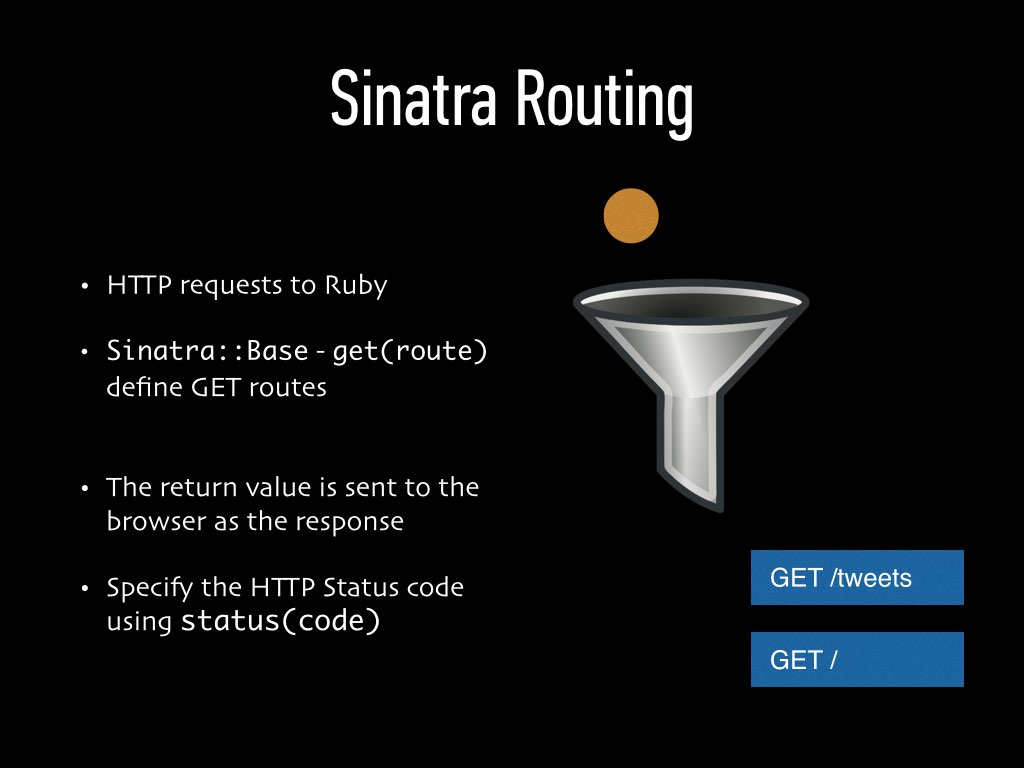 Sinatra Routing
• HTTP requests to Ruby
• Sinatra::Base - get(route)
define GET routes
• The return value is sent to the
browser as the response
• Specify the HTTP Status code
using status(code)
GET /tweets
GET /